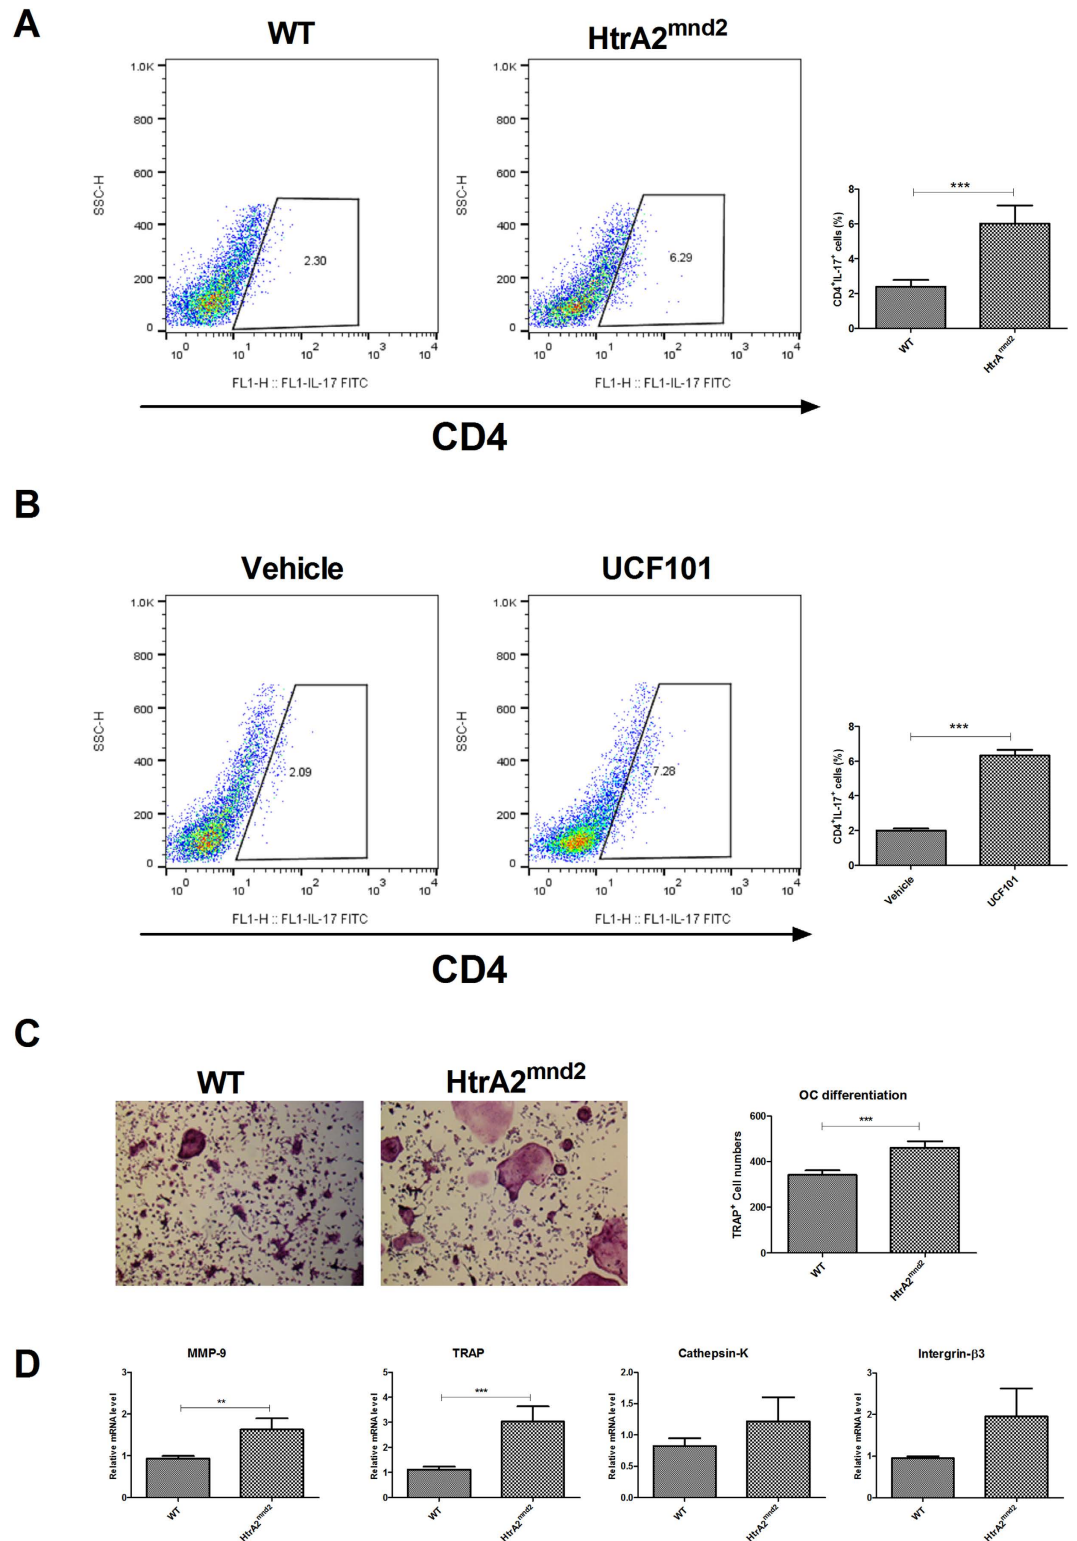 A
WT
HtrA2mnd2
1.0K
800
600
400
200
0
SSC-H
2.30
10^0 10^1 10^2 10^3 10^4
FL1-H :: FL1-IL-17 FITC
1.0K
800
600
400
200
0
SSC-H
6.29
10^0 10^1 10^2 10^3 10^4
FL1-H :: FL1-IL-17 FITC
CD4
8
6
4
2
0
CD4+IL-17+ cells (%)
***
WT
HtrAmnd2
B
Vehicle
UCF101
1.0K
800
600
400
200
0
SSC-H
2.09
10^0 10^1 10^2 10^3 10^4
FL1-H :: FL1-IL-17 FITC
1.0K
800
600
400
200
0
SSC-H
7.28
10^0 10^1 10^2 10^3 10^4
FL1-H :: FL1-IL-17 FITC
CD4
8
6
4
2
0
CD4+IL-17+ cells (%)
***
Vehicle
UCF101
C
WT
HtrA2mnd2
OC differentiation
600
400
200
0
TRAP+ Cell numbers
***
WT
HtrA2mnd2
D
MMP-9
3
2
1
0
Relative mRNA level
**
WT
HtrA2mnd2
TRAP
5
4
3
2
1
0
Relative mRNA level
***
WT
HtrA2mnd2
Cathepsin-K
2.0
1.5
1.0
0.5
0.0
Relative mRNA level
WT
HtrA2mnd2
Intergrin-β3
3
2
1
0
Relative mRNA level
WT
HtrA2mnd2